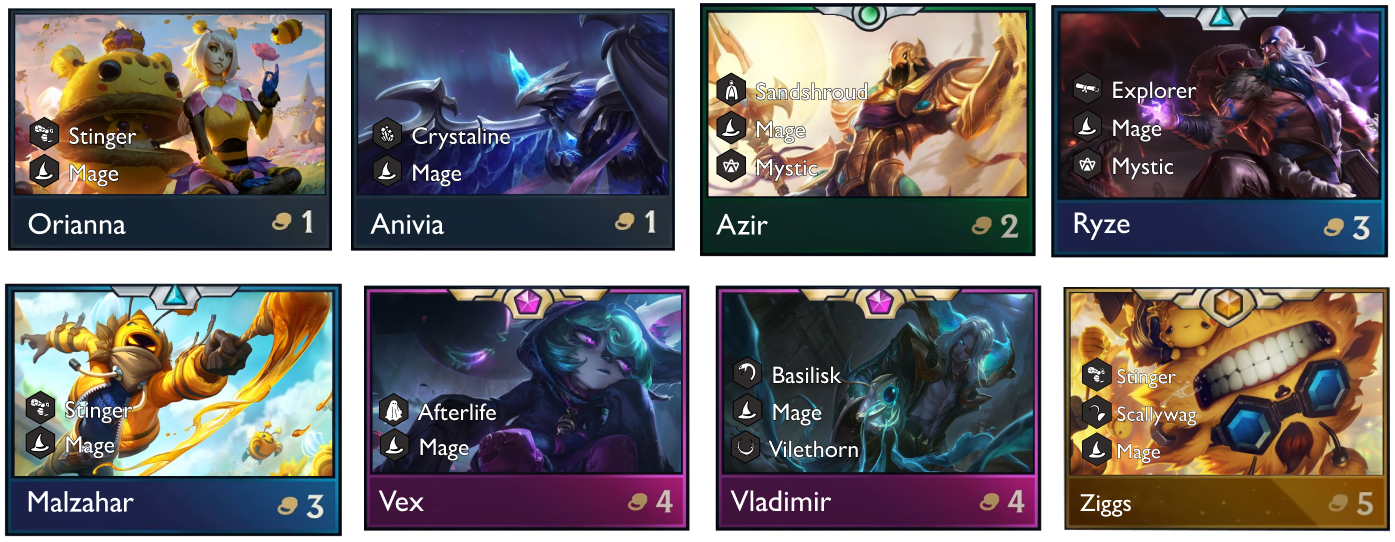 Stinger
Mage
Orianna
1
Crystaline
Mage
Anivia
1
Sandshroud
Mage
Mystic
Azir
2
Explorer
Mage
Mystic
Ryze
3
Stinger
Mage
Malzahar
3
Afterlife
Mage
Vex
4
Basilisk
Mage
Vilethorn
Vladimir
4
Stinger
Scallywag
Mage
Ziggs
5